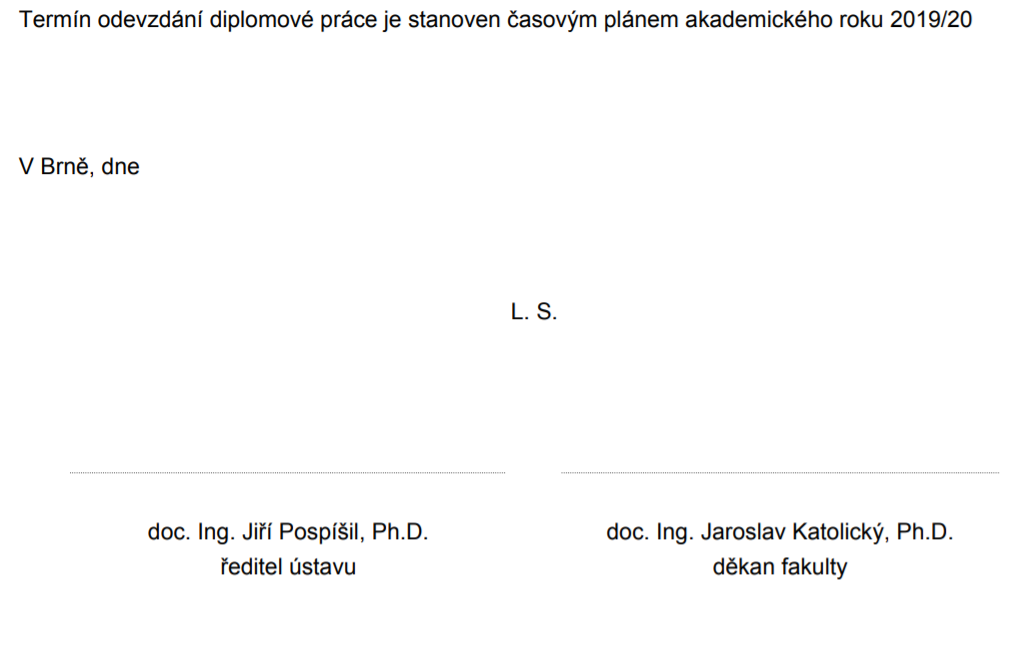 Termín odevzdání diplomové práce je stanoven časovým plánem akademického roku 2019/20
V Brně, dne
L. S.
doc. Ing. Jiří Pospíšil, Ph.D.
ředitel ústavu
doc. Ing. Jaroslav Katolický, Ph.D.
děkan fakulty